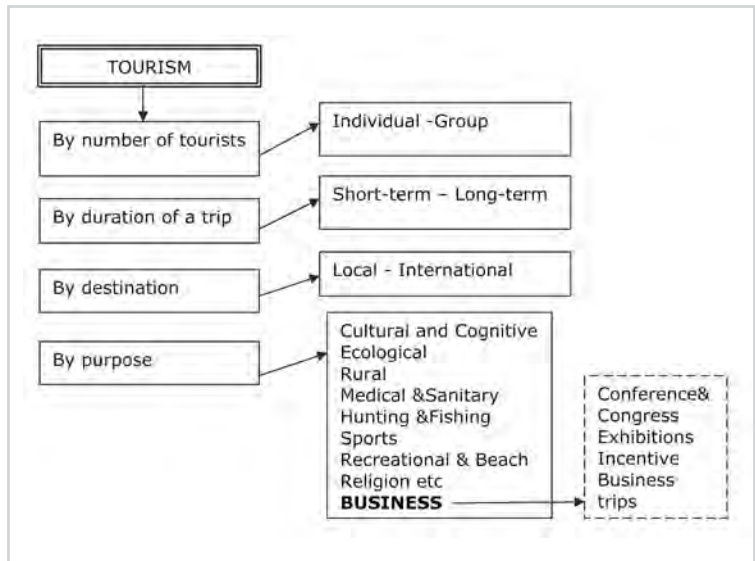 TOURISM
By number of tourists
Individual -Group
By duration of a trip
Short-term – Long-term
By destination
Local - International
By purpose
Cultural and Cognitive
Ecological
Rural
Medical &Sanitary
Hunting &Fishing
Sports
Recreational & Beach
Religion etc
BUSINESS
Conference&
Congress
Exhibitions
Incentive
Business
trips